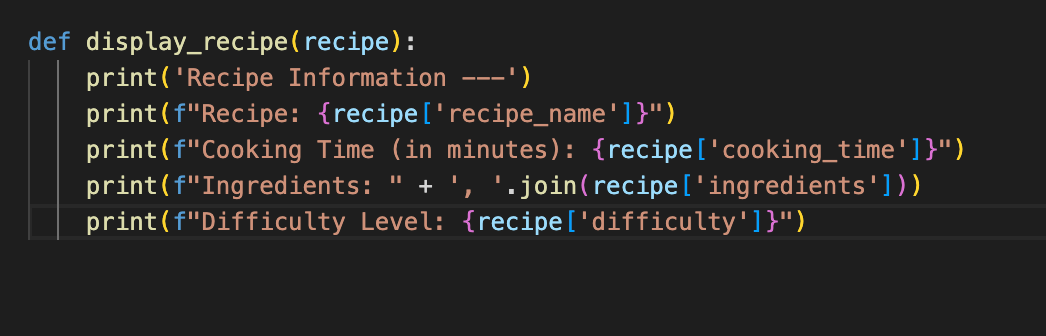 def display_recipe(recipe):
    print('Recipe Information ---')
    print(f"Recipe: {recipe['recipe_name']}")
    print(f"Cooking Time (in minutes): {recipe['cooking_time']}")
    print(f"Ingredients: " + ', '.join(recipe['ingredients']))
    print(f"Difficulty Level: {recipe['difficulty']}")